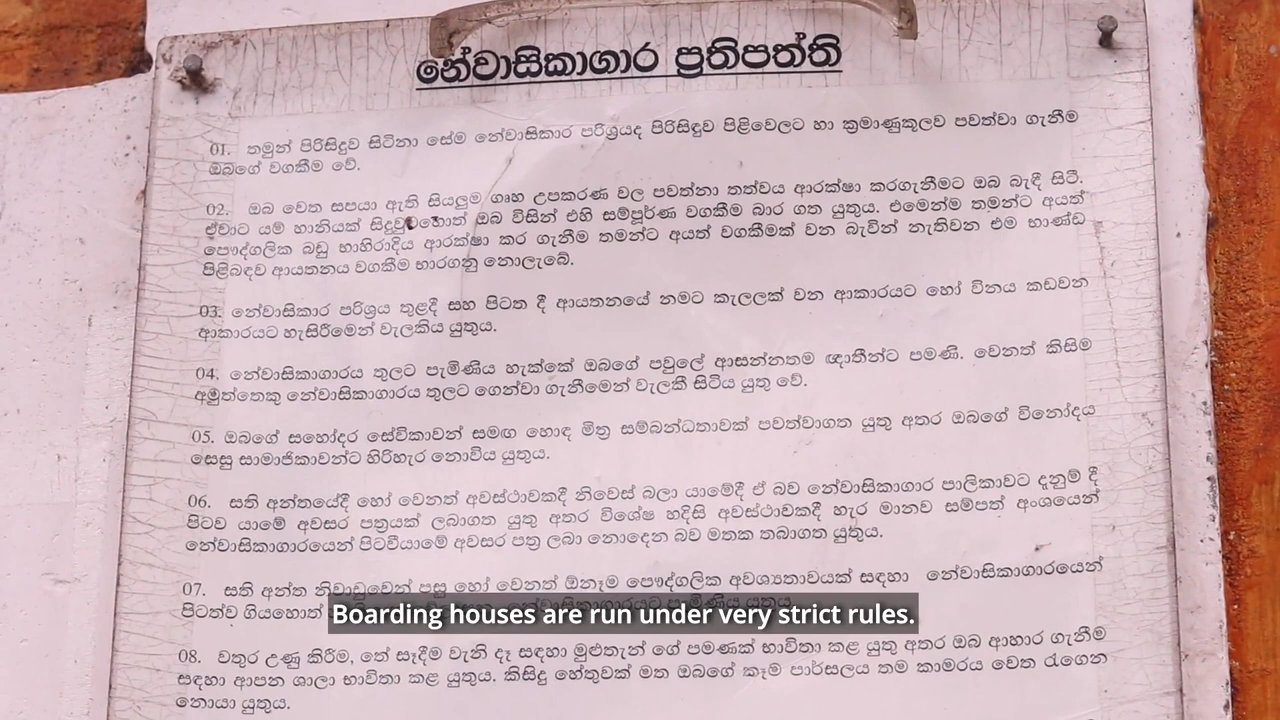 නේවාසිකාගාර ප්‍රතිපත්ති
01. තමුන් පිරිසිදුව සිටිනා සේම නේවාසිකාර පරිශ්‍රයද පිරිසිඳුව පිළිවෙලට හා ක්‍රමාණුකූලව පවත්වා ගැනීම
ඔබගේ වගකීම වේ.
02. ඔබ වෙත සපයා ඇති සියලුම ගෘහ උපකරණ වල පවත්නා තත්වය ආරක්ෂා කරගැනීමට ඔබ බැඳී සිටී.
ඒවාට යම් හානියක් සිදුවුවහොත් ඔබ විසින් එහි සම්පූර්ණ වගකීම බාර ගත යුතුය. එමෙන්ම තමන්ට අයත්
පෞද්ගලික බඩු භාහිරාදිය ආරක්ෂා කර ගැනීම තමන්ට අයත් වගකීමක් වන බැවින් නැතිවන එම භාණ්ඩ
පිළිබඳව ආයතනය වගකීම භාරගනු නොලැබේ.
03. නේවාසිකාර පරිශ්‍රය තුළදී සහ පිටත දී ආයතනයේ නමට කැලලක් වන ආකාරයට හෝ විනය කඩවන
ආකාරයට හැසිරීමෙන් වැලකිය යුතුය.
04. නේවාසිකාගාරය තුලට පැමිණිය හැක්කේ ඔබගේ පවුලේ ආසන්නතම ඥාතීන්ට පමණි. වෙනත් කිසිම
අමුත්තෙකු නේවාසිකාගාරය තුලට ගෙන්වා ගැනීමෙන් වැලකී සිටිය යුතු වේ.
05. ඔබගේ සහෝදර සේවිකාවන් සමඟ හොඳ මිත්‍ර සම්බන්ධතාවක් පවත්වාගත යුතු අතර ඔබගේ විනෝදය
සෙසු සාමාජිකාවන්ට හිරිහැර නොවිය යුතුය.
06. සති අන්තයේදී හෝ වෙනත් අවස්ථාවකදී නිවෙස් බලා යාමේදී ඒ බව නේවාසිකාගාර පාලිකාවට දැනුම් දී
පිටව යාමේ අවසර පත්‍රයක් ලබාගත යුතු අතර විශේෂ හදිසි අවස්ථාවකදී හැර මානව සම්පත් අංශයෙන්
නේවාසිකාගාරයෙන් පිටවීයාමේ අවසර පත්‍ර ලබා නොදෙන බව මතක තබාගත යුතුය.
07. සති අන්ත නිවාඩුවෙන් පසු හෝ වෙනත් ඕනෑම පෞද්ගලික අවශ්‍යතාවයක් සඳහා නේවාසිකාගාරයෙන්
පිටත්ව ගියහොත් නේවාසිකාගාරයට පැමිණිය යුතුය.
Boarding houses are run under very strict rules.
08. වතුර උණු කිරීම, තේ සෑදීම වැනි දෑ සඳහා මුළුතැන් ගේ පමණක් භාවිතා කළ යුතු අතර ඔබ ආහාර ගැනීම
සඳහා ආපන ශාලා භාවිතා කළ යුතුය. කිසිදු හේතුවක් මත ඔබගේ කෑම පාර්සලය තම කාමරය වෙත රැගෙන
නොයා යුතුය.